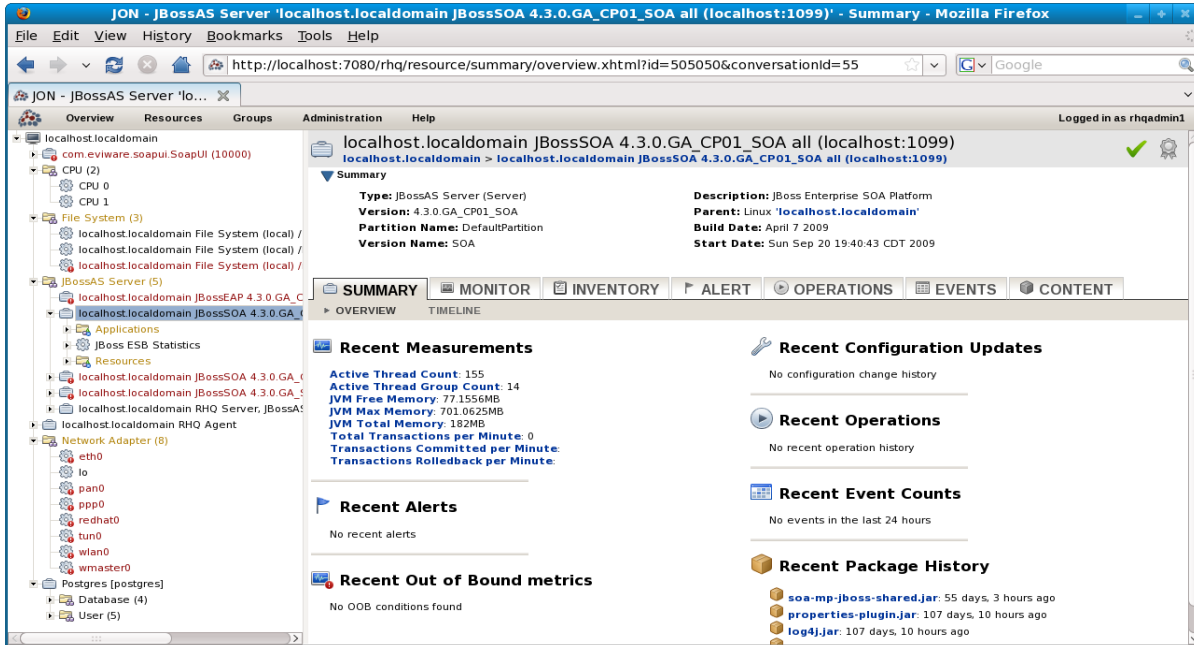 JON - JBossAS Server 'localhost.localdomain JBossSOA 4.3.0.GA_CP01_SOA all (localhost:1099)' - Summary - Mozilla Firefox
File Edit View History Bookmarks Tools Help
http://localhost:7080/rhq/resource/summary/overview.xhtml?id=505050&conversationId=55
G Google
JON - JBossAS Server 'lo...
Overview Resources Groups Administration Help
Logged in as rhqadmin1
localhost.localdomain
com.eviware.soapui.SoapUI (10000)
CPU (2)
CPU 0
CPU 1
File System (3)
localhost.localdomain File System (local) /
localhost.localdomain File System (local) /
localhost.localdomain File System (local) /
JBossAS Server (5)
localhost.localdomain JBossEAP 4.3.0.GA_C
localhost.localdomain JBossSOA 4.3.0.GA_C
Applications
JBoss ESB Statistics
Resources
localhost.localdomain JBossSOA 4.3.0.GA_C
localhost.localdomain JBossSOA 4.3.0.GA_S
localhost.localdomain RHQ Server, JBossAS
localhost.localdomain RHQ Agent
Network Adapter (8)
eth0
lo
pan0
ppp0
redhat0
tun0
wlan0
wmaster0
Postgres [postgres]
Database (4)
User (5)
localhost.localdomain JBossSOA 4.3.0.GA_CP01_SOA all (localhost:1099)
localhost.localdomain > localhost.localdomain JBossSOA 4.3.0.GA_CP01_SOA all (localhost:1099)
Summary
Type: JBossAS Server (Server)
Version: 4.3.0.GA_CP01_SOA
Partition Name: DefaultPartition
Version Name: SOA
Description: JBoss Enterprise SOA Platform
Parent: Linux 'localhost.localdomain'
Build Date: April 7 2009
Start Date: Sun Sep 20 19:40:43 CDT 2009
SUMMARY MONITOR INVENTORY ALERT OPERATIONS EVENTS CONTENT
OVERVIEW TIMELINE
Recent Measurements
Active Thread Count: 155
Active Thread Group Count: 14
JVM Free Memory: 77.1556MB
JVM Max Memory: 701.0625MB
JVM Total Memory: 182MB
Total Transactions per Minute: 0
Transactions Committed per Minute:
Transactions Rolledback per Minute:
Recent Alerts
No recent alerts
Recent Out of Bound metrics
No OOB conditions found
Recent Configuration Updates
No configuration change history
Recent Operations
No recent operation history
Recent Event Counts
No events in the last 24 hours
Recent Package History
soa-mp-jboss-shared.jar: 55 days, 3 hours ago
properties-plugin.jar: 107 days, 10 hours ago
log4j.jar: 107 days, 10 hours ago